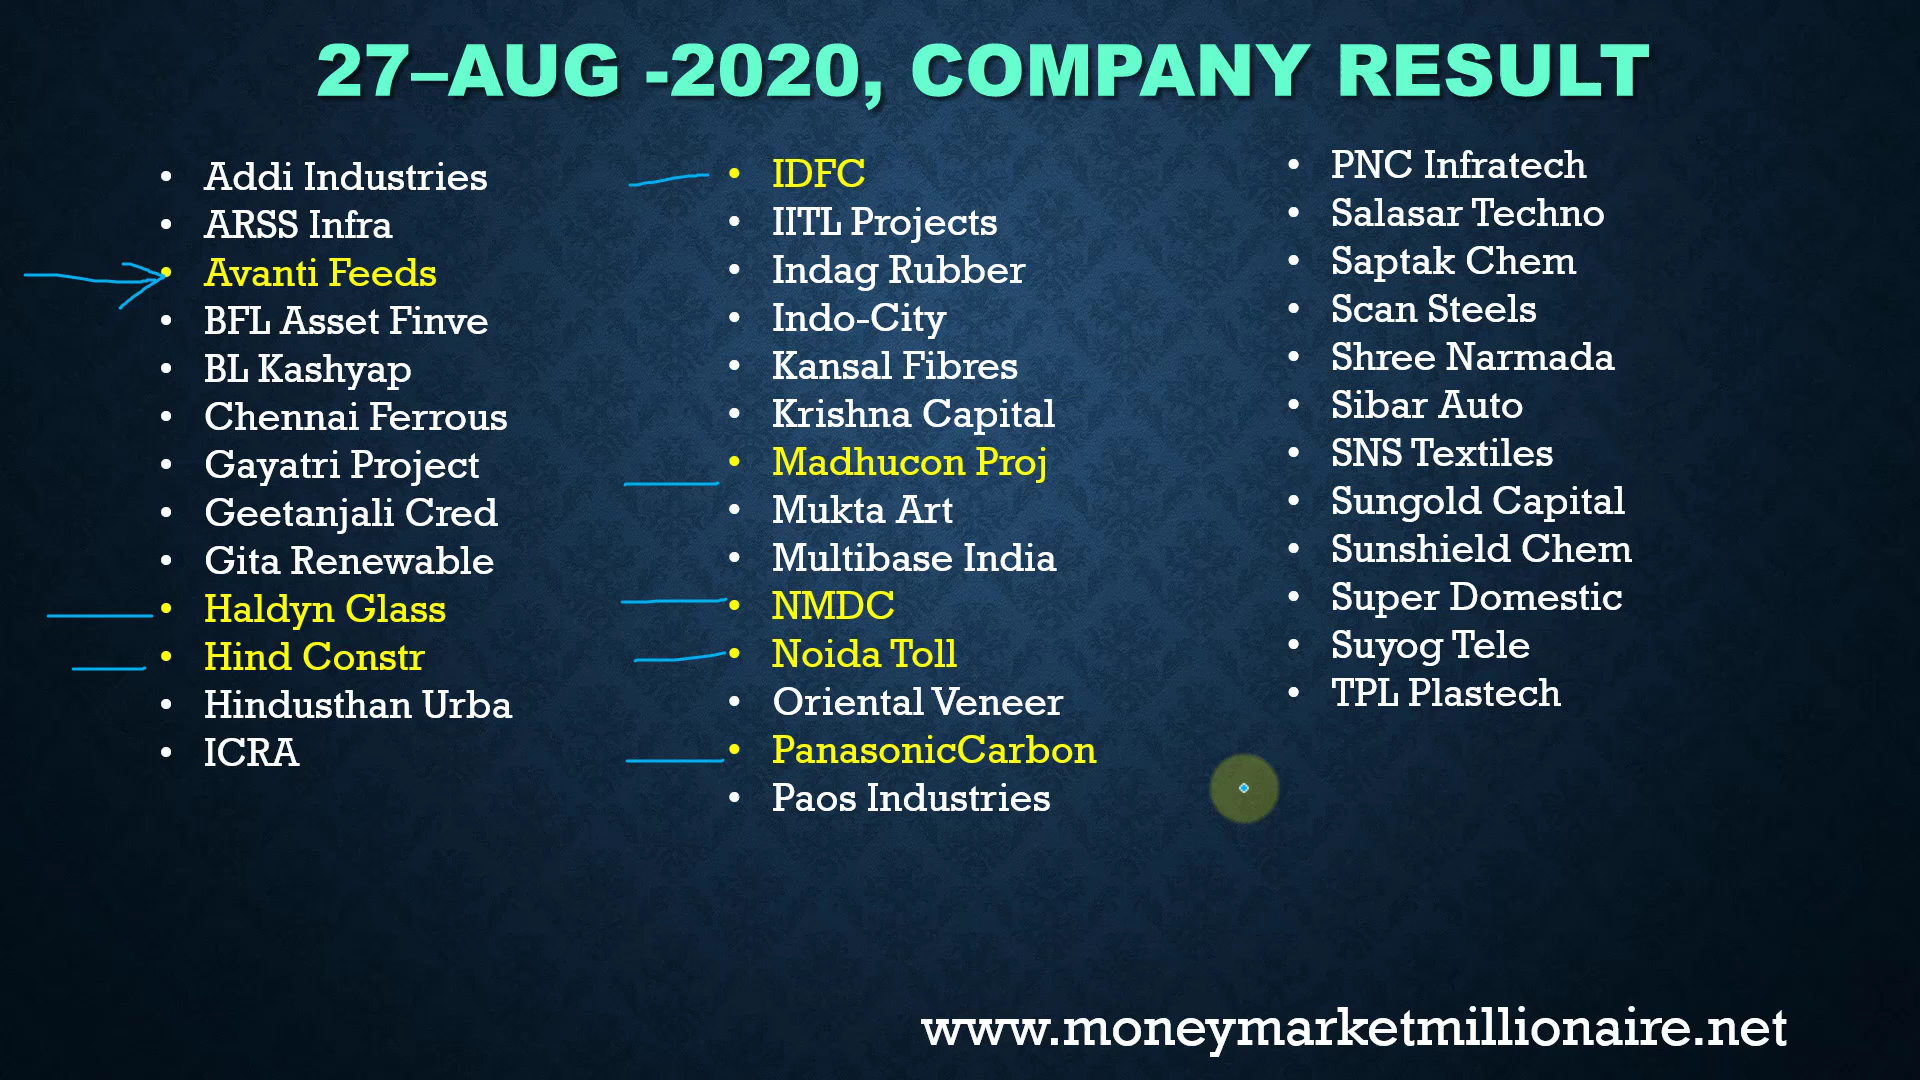 27–AUG -2020, COMPANY RESULT
• Addi Industries
• ARSS Infra
• Avanti Feeds
• BFL Asset Finve
• BL Kashyap
• Chennai Ferrous
• Gayatri Project
• Geetanjali Cred
• Gita Renewable
• Haldyn Glass
• Hind Constr
• Hindusthan Urba
• ICRA
• IDFC
• IITL Projects
• Indag Rubber
• Indo-City
• Kansal Fibres
• Krishna Capital
• Madhucon Proj
• Mukta Art
• Multibase India
• NMDC
• Noida Toll
• Oriental Veneer
• PanasonicCarbon
• Paos Industries
• PNC Infratech
• Salasar Techno
• Saptak Chem
• Scan Steels
• Shree Narmada
• Sibar Auto
• SNS Textiles
• Sungold Capital
• Sunshield Chem
• Super Domestic
• Suyog Tele
• TPL Plastech
www.moneymarketmillionaire.net